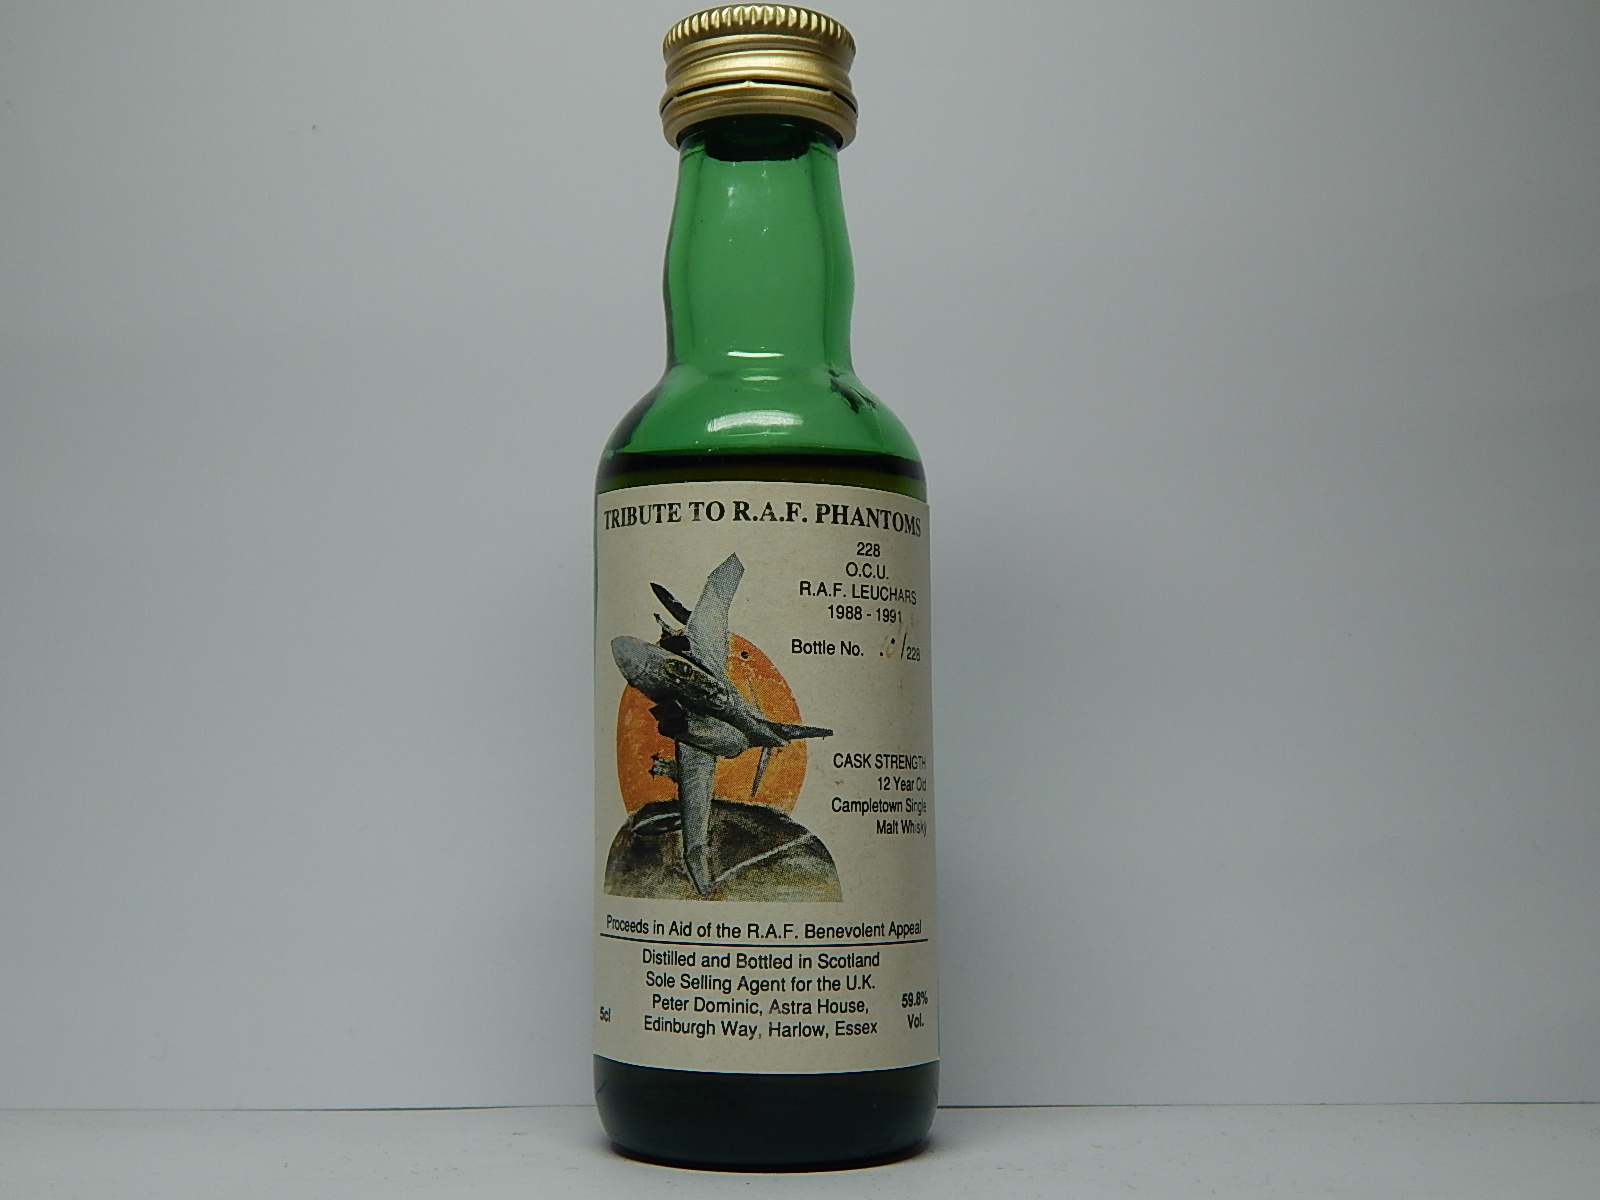 TRIBUTE TO R.A.F. PHANTOMS
228
O.C.U.
R.A.F. LEUCHARS
1988 - 1991
Bottle No. /228
CASK STRENGTH
12 Year Old
Campletown Single
Malt Whisky
Proceeds in Aid of the R.A.F. Benevolent Appeal
Distilled and Bottled in Scotland
Sole Selling Agent for the U.K.
Peter Dominic, Astra House,
Edinburgh Way, Harlow, Essex
5cl
59.8%
Vol.